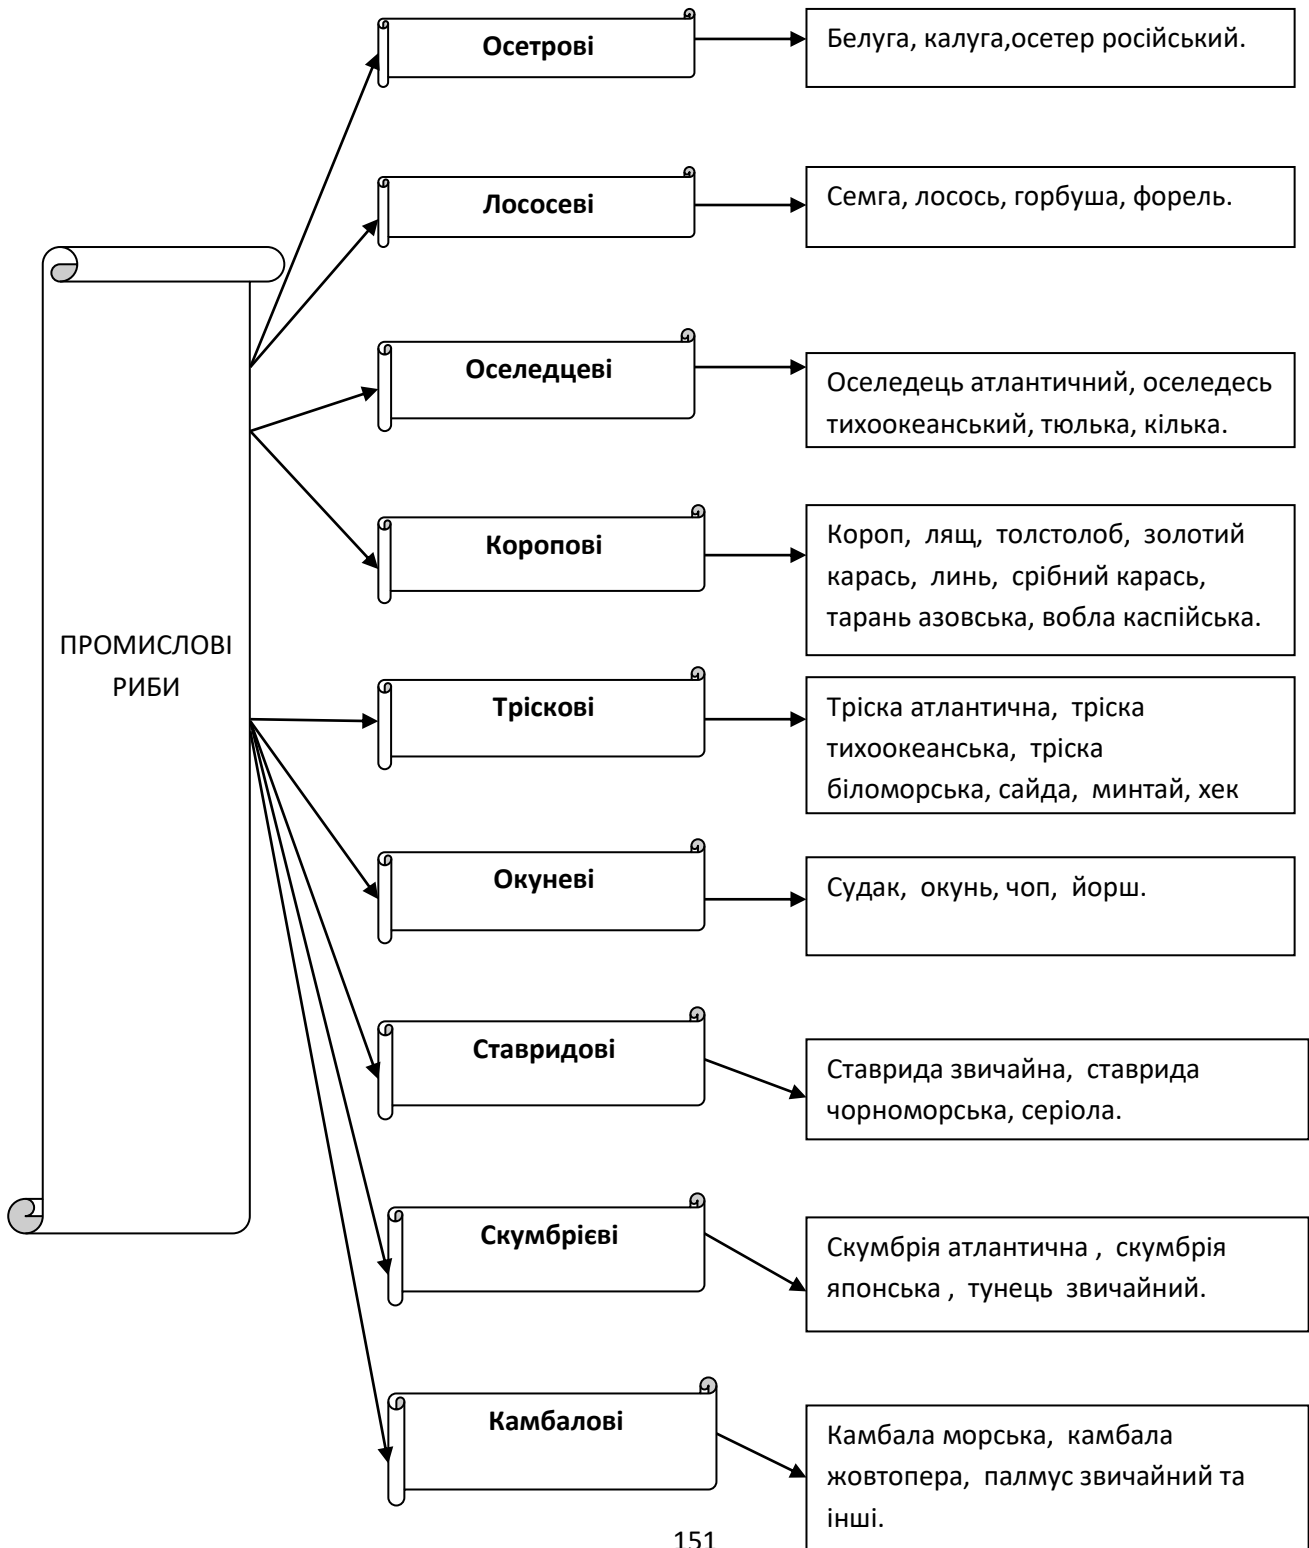 Осетрові
Белуга, калуга,осетер російський.
Лососеві
Семга, лосось, горбуша, форель.
Оселедцеві
Оселедець атлантичний, оселедесь
тихоокеанський, тюлька, кілька.
Коропові
Короп, лящ, толстолоб, золотий
карась, линь, срібний карась,
тарань азовська, вобла каспійська.
ПРОМИСЛОВІ
РИБИ
Тріскові
Тріска атлантична, тріска
тихоокеанська, тріска
біломорська, сайда, минтай, хек
Окуневі
Судак, окунь, чоп, йорш.
Ставридові
Ставрида звичайна, ставрида
чорноморська, серіола.
Скумбрієві
Скумбрія атлантична , скумбрія
японська , тунець звичайний.
Камбалові
Камбала морська, камбала
жовтопера, палмус звичайний та
інші.
151